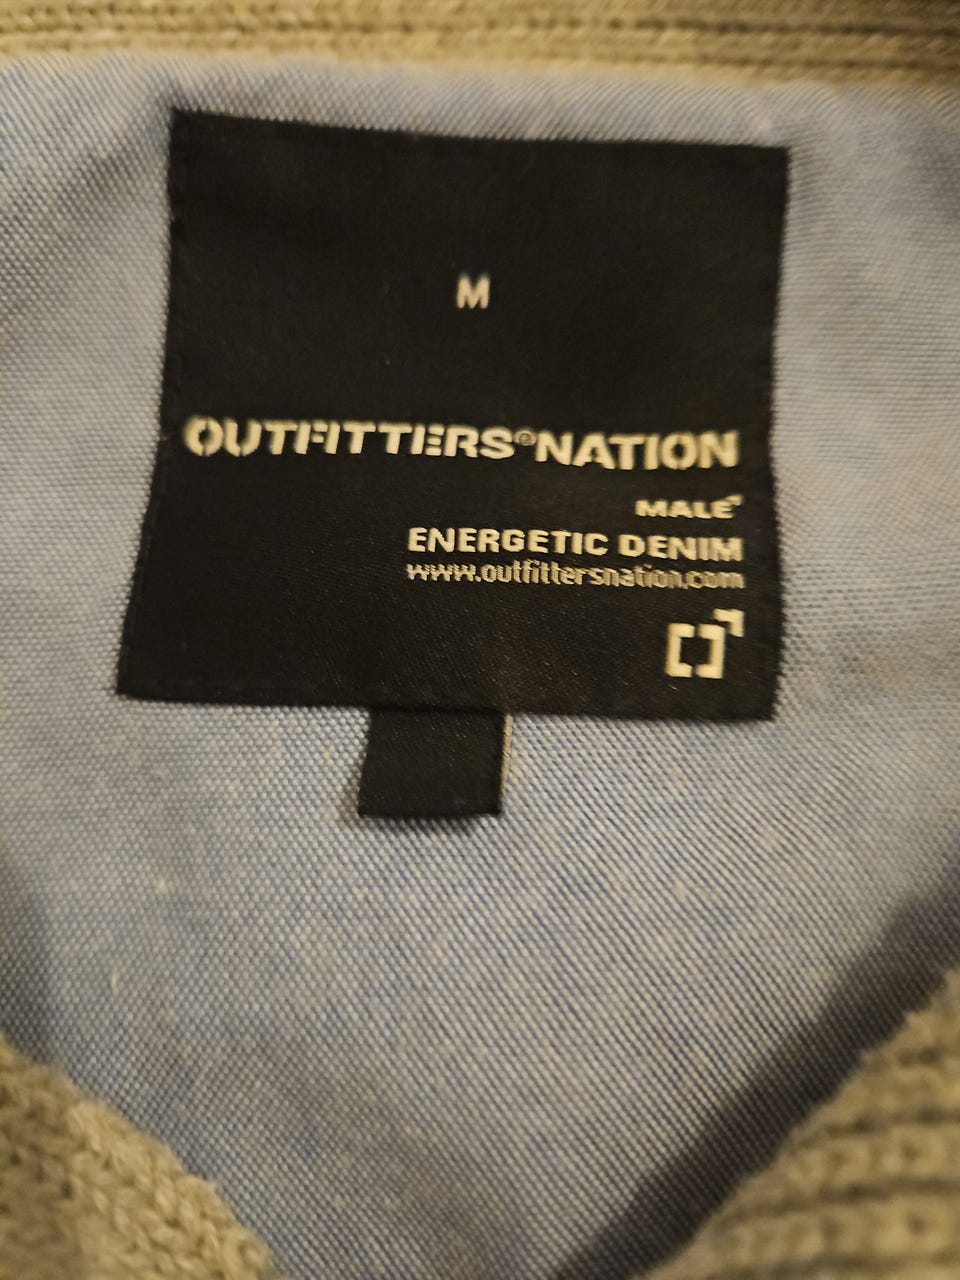 M
OUTFITTERS®NATION
MALE
ENERGETIC DENIM
www.outfittersnation.com